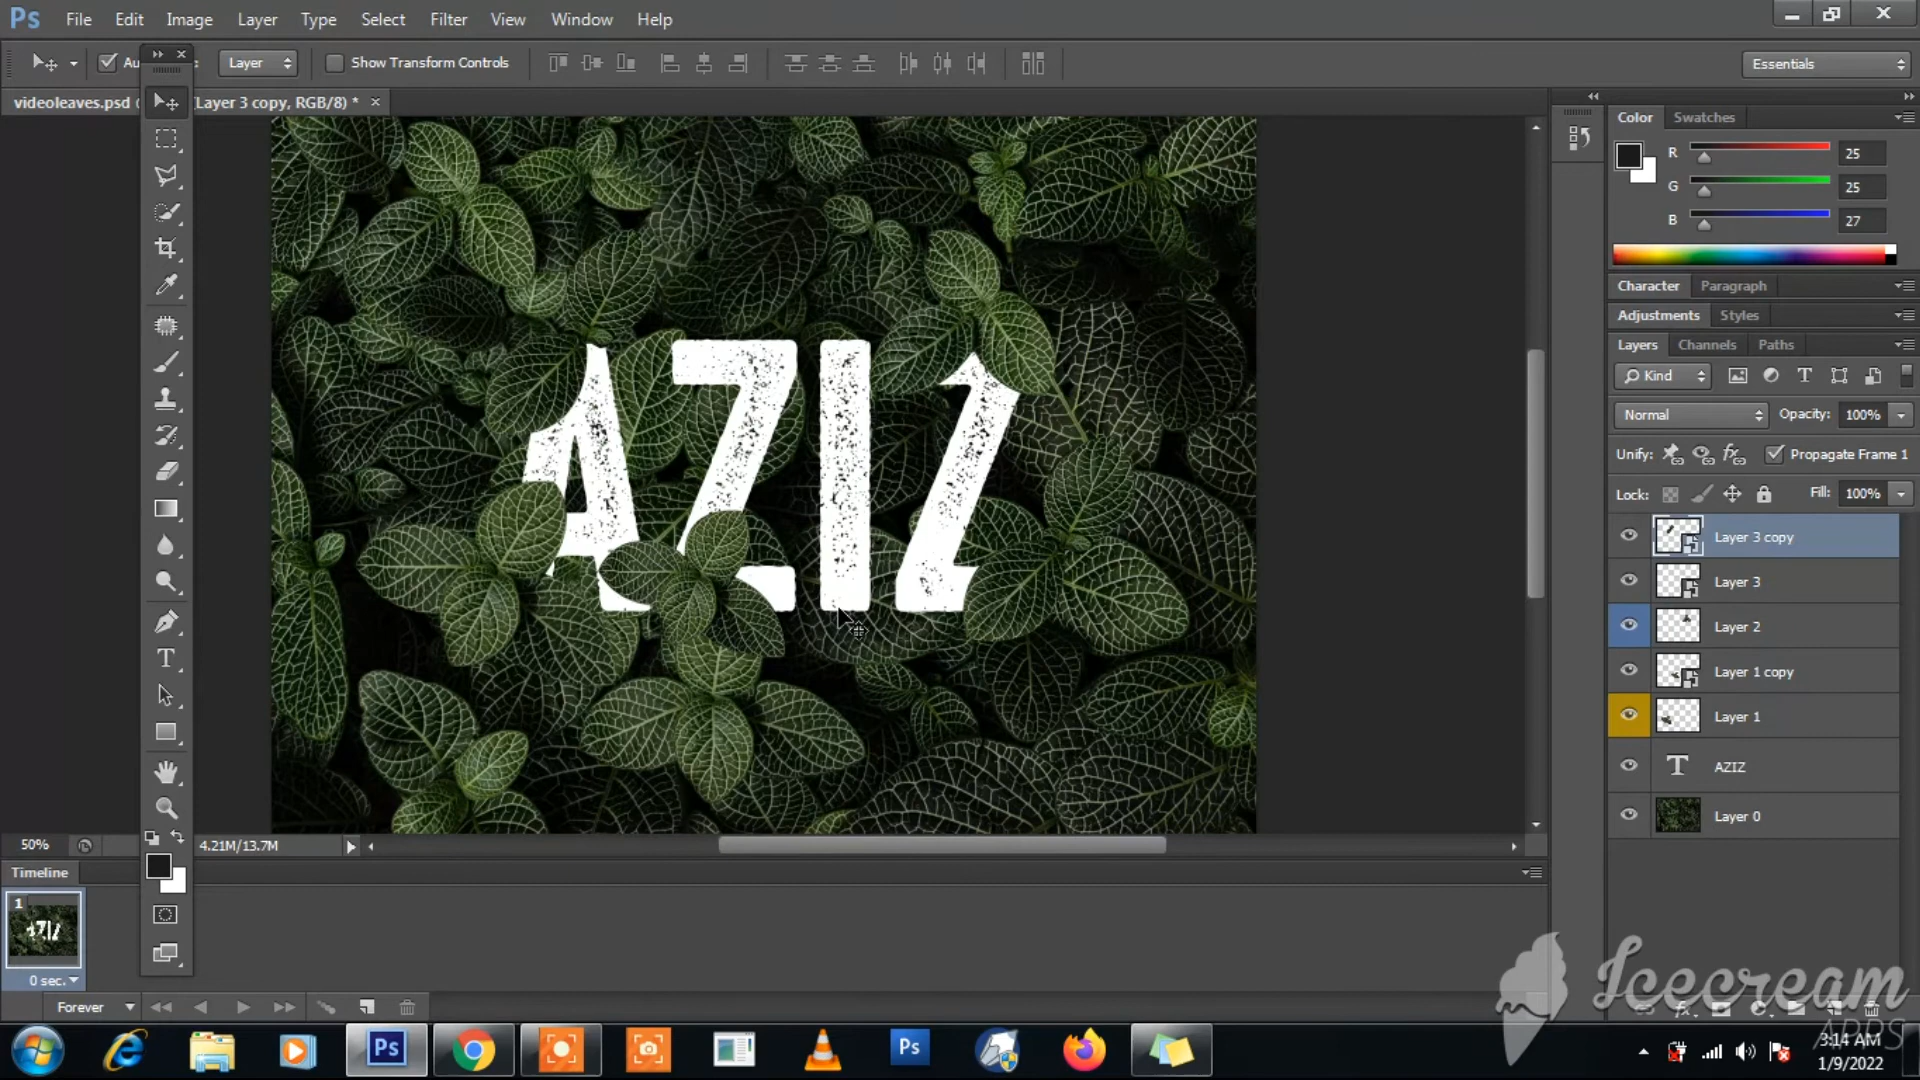 Ps File Edit Image Layer Type Select Filter View Window Help
Au Layer Show Transform Controls Essentials
videoleaves.psd Layer 3 copy, RGB/8) *
Color Swatches
R 25
G 25
B 27
Character Paragraph
Adjustments Styles
Layers Channels Paths
Kind
Normal Opacity: 100%
Unify: Propagate Frame 1
Lock: Fill: 100%
Layer 3 copy
Layer 3
Layer 2
Layer 1 copy
Layer 1
T AZIZ
Layer 0
AZIZ
50% 4.21M/13.7M
Timeline
1
0 sec.
Forever
Icecream
APPS
Ps Ps
3:14 AM
1/9/2022